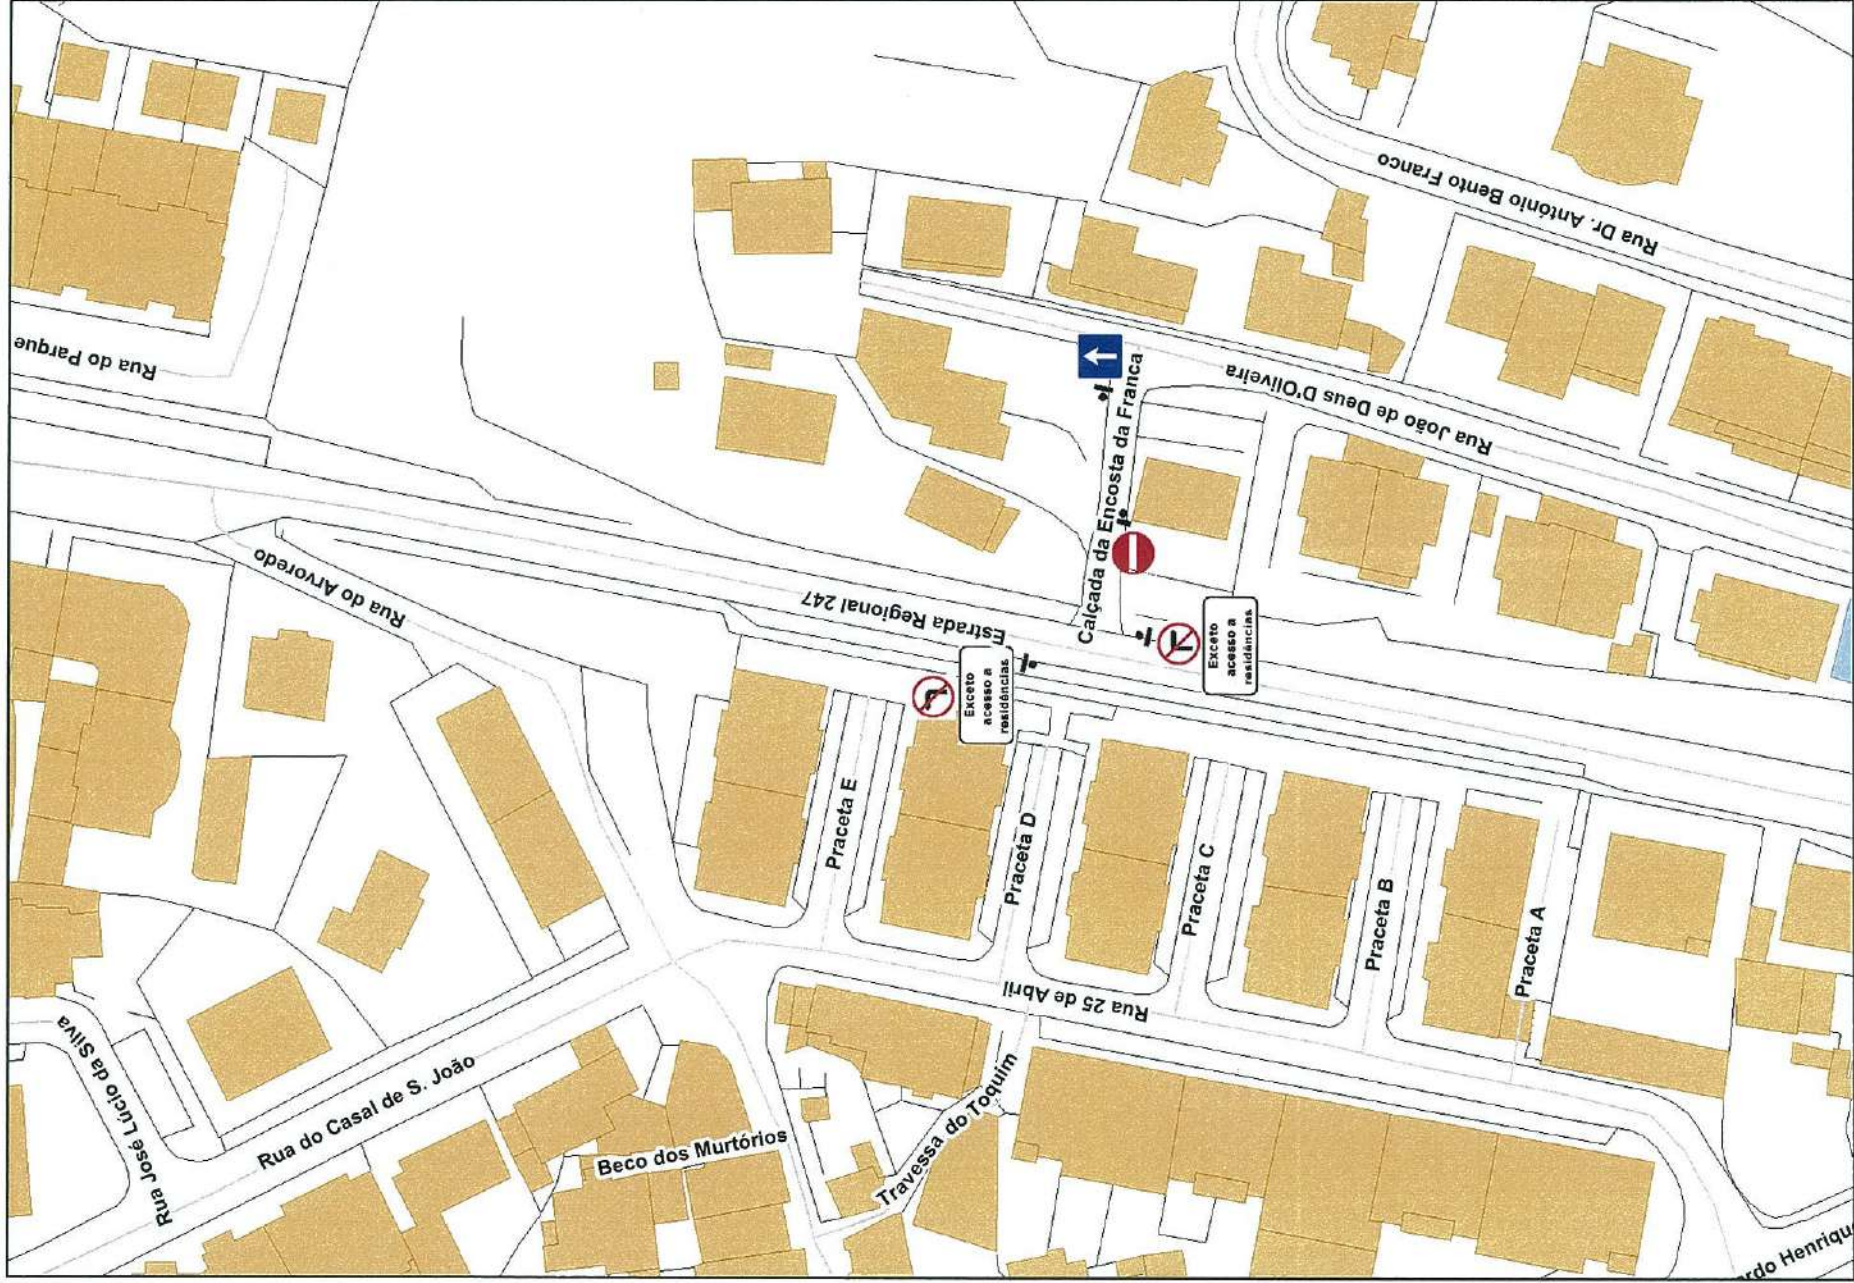 Rua do Parque
Rua do Arvoredo
Estrada Regional 247
Calçada da Encosta da Franca
Rua João de Deus D'Oliveira
Rua Dr. António Bento Franco
Exceto
acesso a
residências
Exceto
acesso a
residências
Praceta E
Praceta D
Praceta C
Praceta B
Praceta A
Rua 25 de Abril
Rua José Lúcio da Silva
Rua do Casal de S. João
Beco dos Murtórios
Travessa do Toquim
rdo Henriqu